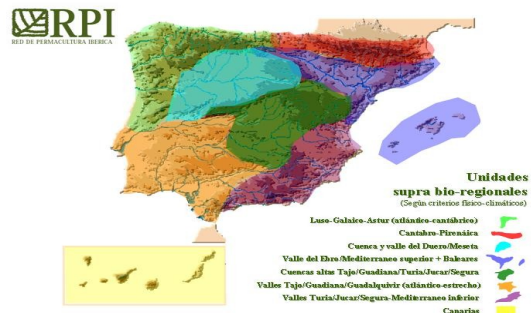 RPI
RED DE PERMACULTURA IBERICA
Unidades
supra bio-regionales
(Según criterios físico-climáticos)
Luso-Galaico-Astur (atlántico-cantábrico)
Cantabro-Pirenáica
Cuenca y valle del Duero/Meseta
Valle del Ebro/Mediterraneo superior + Baleares
Cuencas altas Tajo/Guadiana/Turia/Jucar/Segura
Valles Tajo/Guadiana/Guadalquivir (atlántico-estrecho)
Valles Turia/Jucar/Segura-Mediterraneo inferior
Canarias